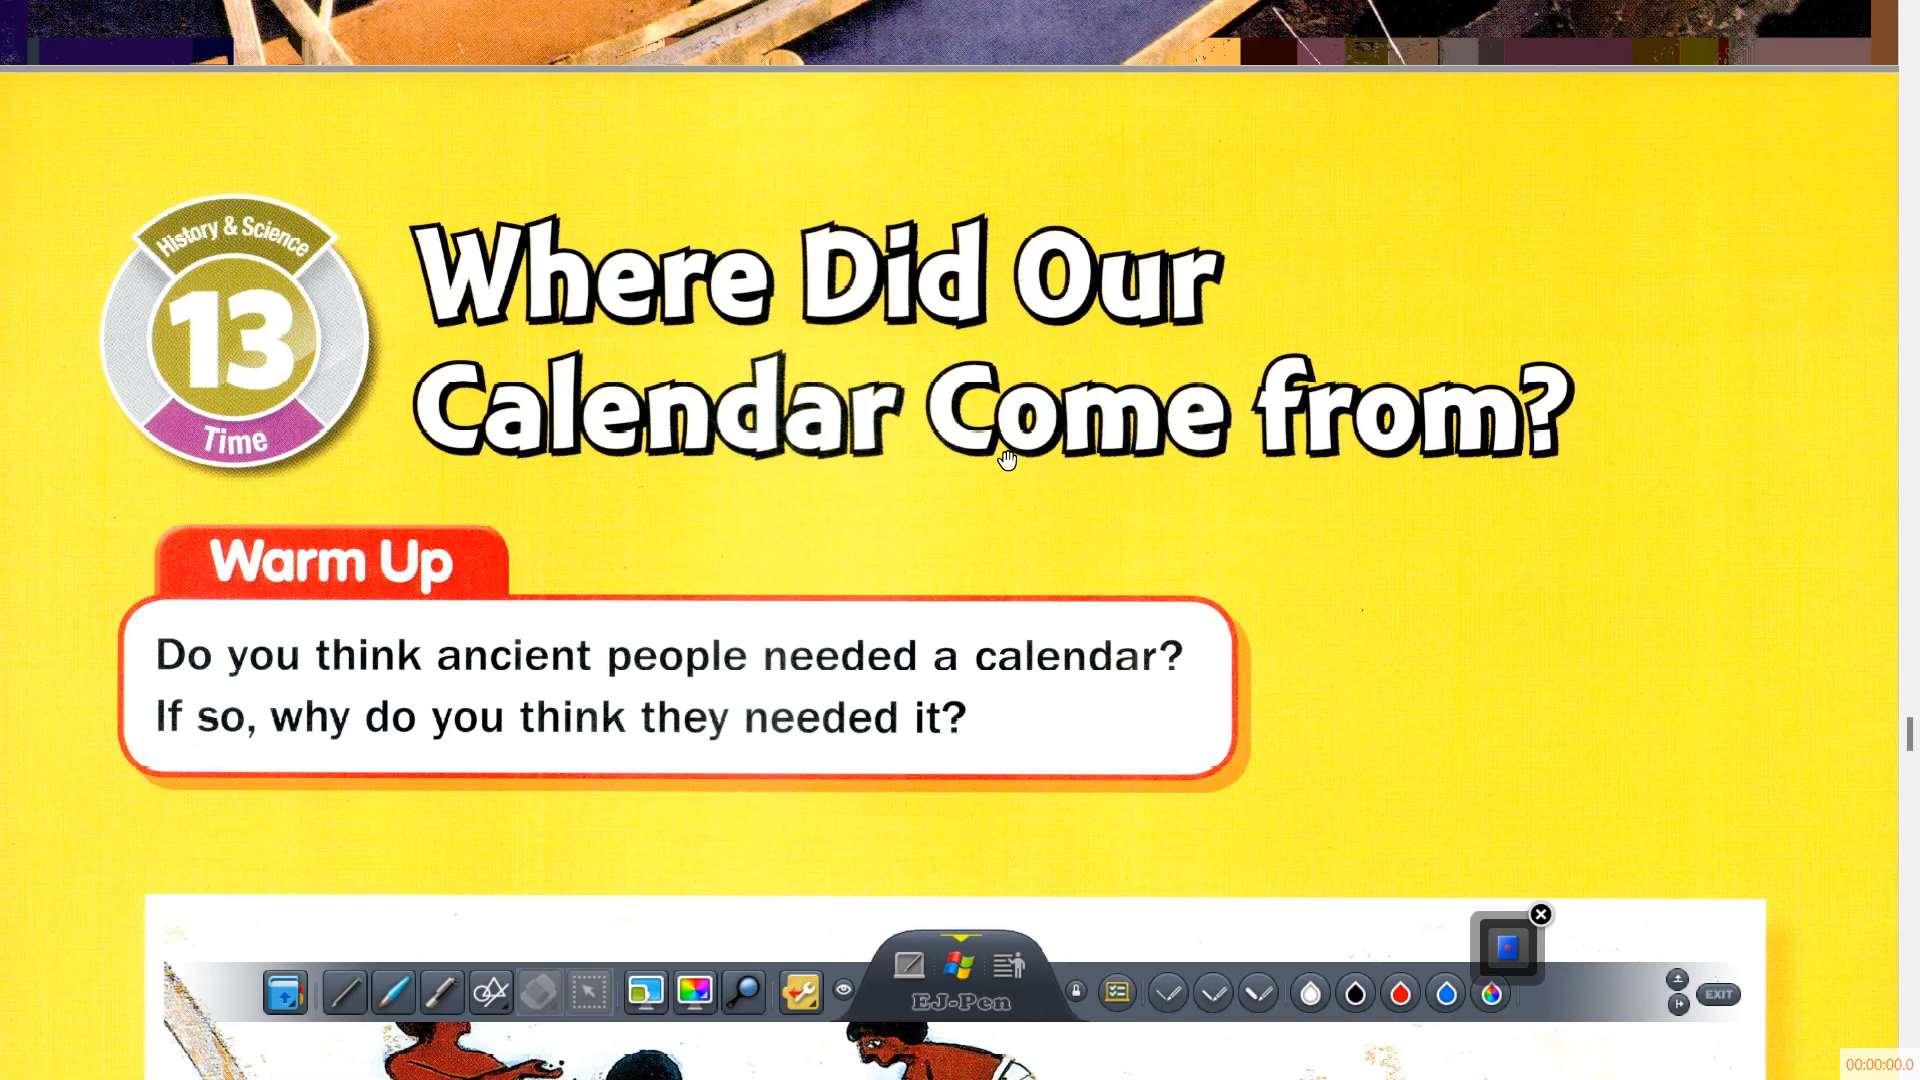 History & Science
13
Time
Where Did Our
Calendar Come from?
Warm Up
Do you think ancient people needed a calendar?
If so, why do you think they needed it?
EJ-Pen
EXIT
00:00:00.0